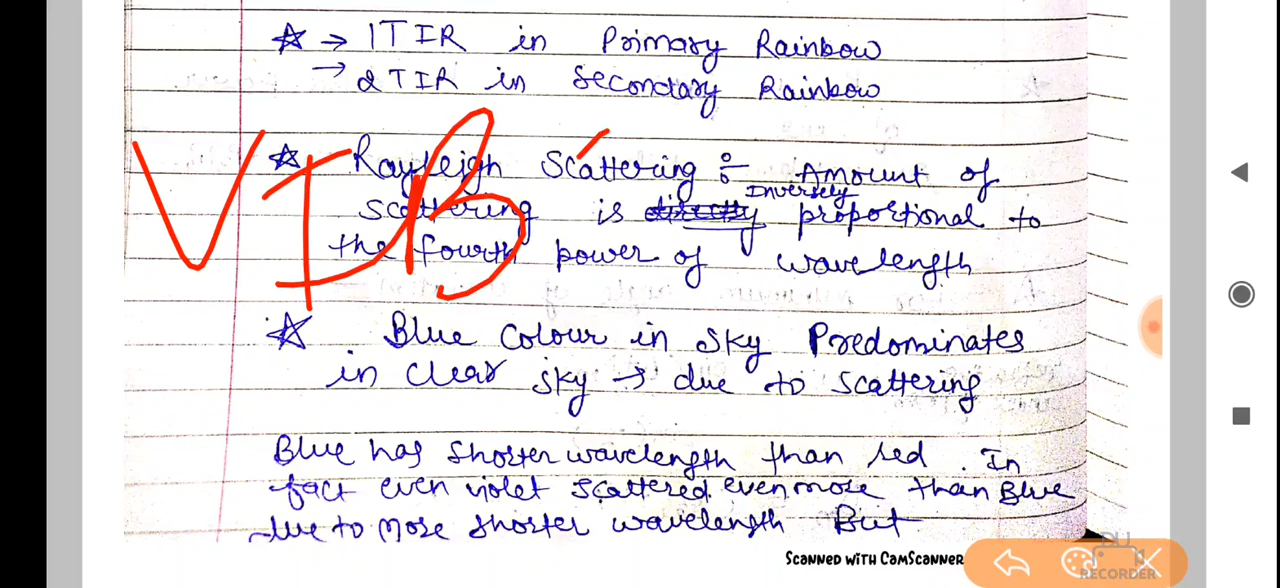 ☆ → 1TIR in Primary Rainbow
→ 2TIR in Secondary Rainbow
☆ Rayleigh Scattering ÷ Amount of
Inversely
scattering is directly proportional to
the fourth power of wavelength
☆ Blue Colour in Sky Predominates
in clear sky → due to scattering
Blue has shorter wavelength than red. In
fact even violet scattered even more than Blue
due to more shorter wavelength But
VIB
Scanned with CamScanner
DU RECORDER